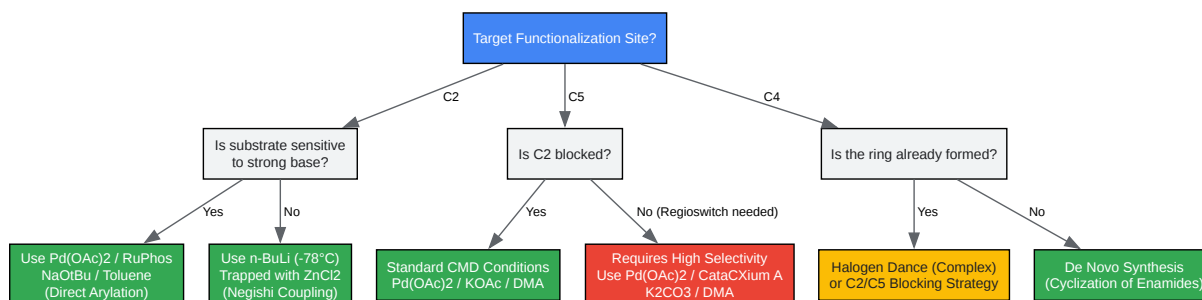 Target Functionalization Site?
C2
C5
C4
Is substrate sensitive
to strong base?
Is C2 blocked?
Is the ring already formed?
Yes
No
Yes
No (Regioswitch needed)
Yes
No
Use Pd(OAc)2 / RuPhos
NaOtBu / Toluene
(Direct Arylation)
Use n-BuLi (-78°C)
Trapped with ZnCl2
(Negishi Coupling)
Standard CMD Conditions
Pd(OAc)2 / KOAc / DMA
Requires High Selectivity
Use Pd(OAc)2 / CataCXium A
K2CO3 / DMA
Halogen Dance (Complex)
or C2/C5 Blocking Strategy
De Novo Synthesis
(Cyclization of Enamides)